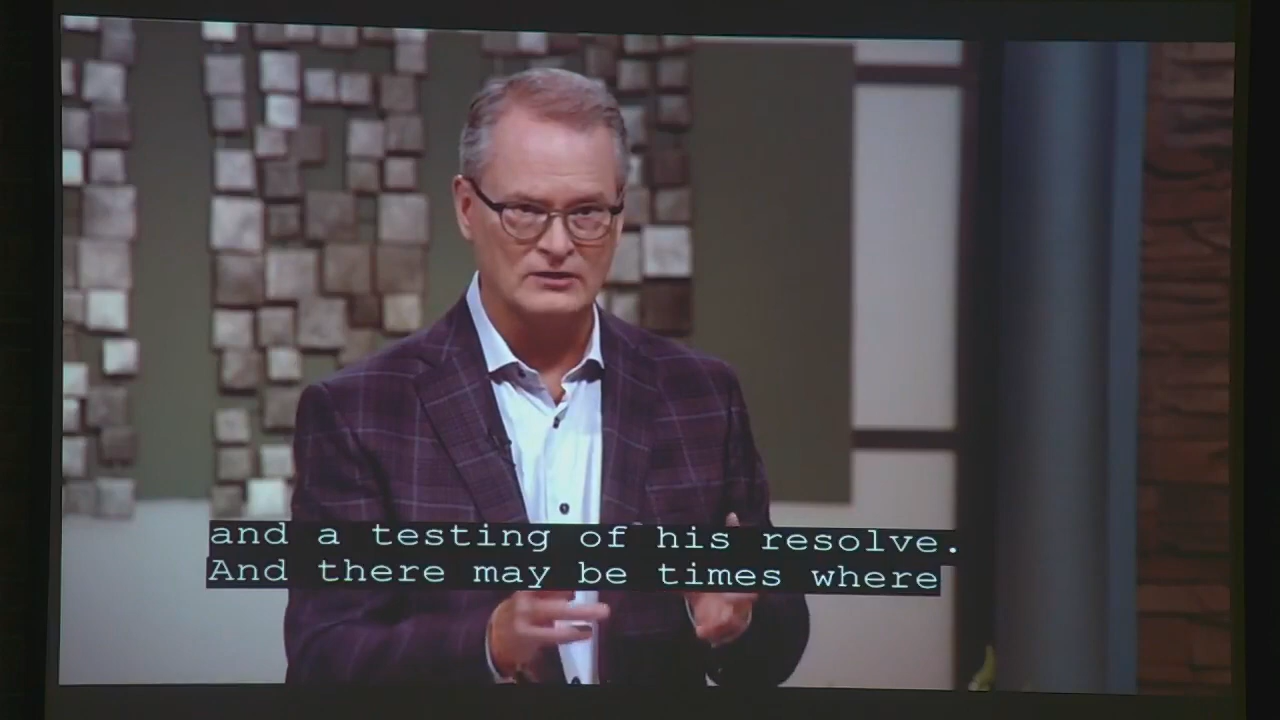 and a testing of his resolve.
And there may be times where